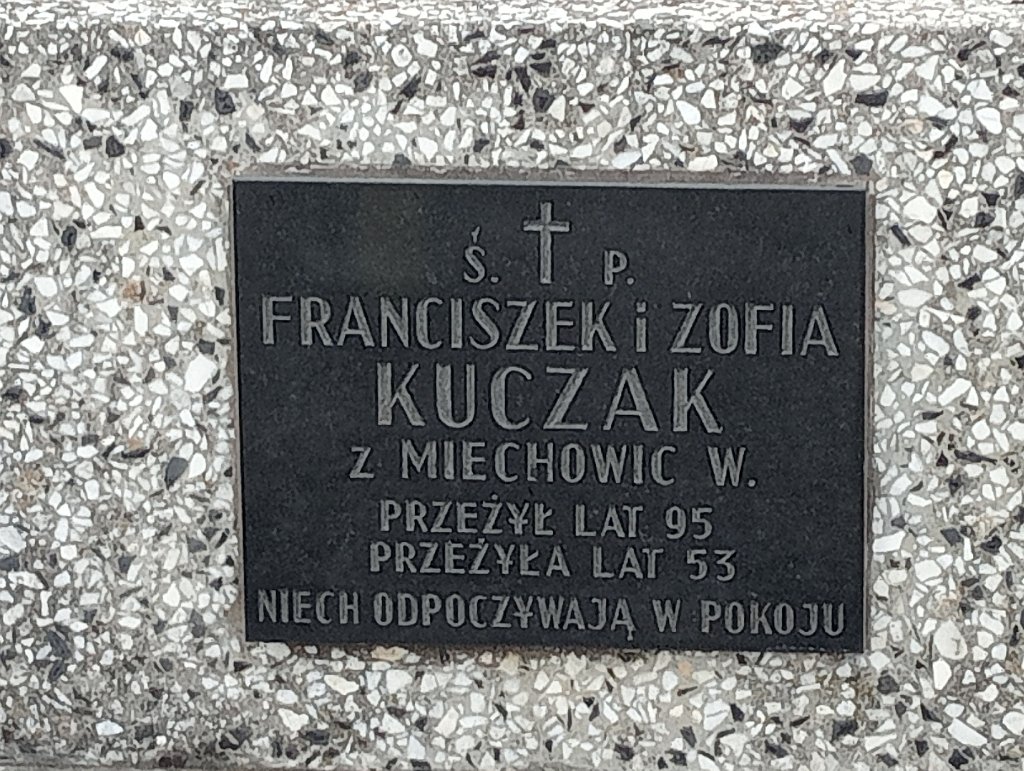 Ś. P.
FRANCISZEK i ZOFIA
KUCZAK
z MIECHOWIC W.
PRZEŻYŁ LAT 95
PRZEŻYŁA LAT 53
NIECH ODPOCZYWAJĄ W POKOJU